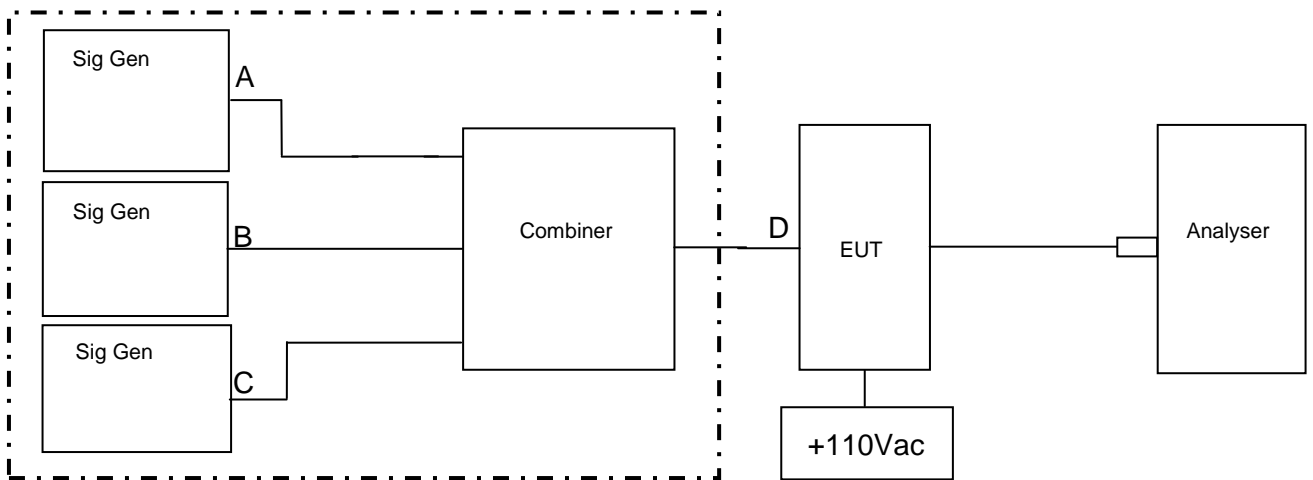 Sig Gen
A
Sig Gen
B
Sig Gen
C
Combiner
D
EUT
+110Vac
Analyser